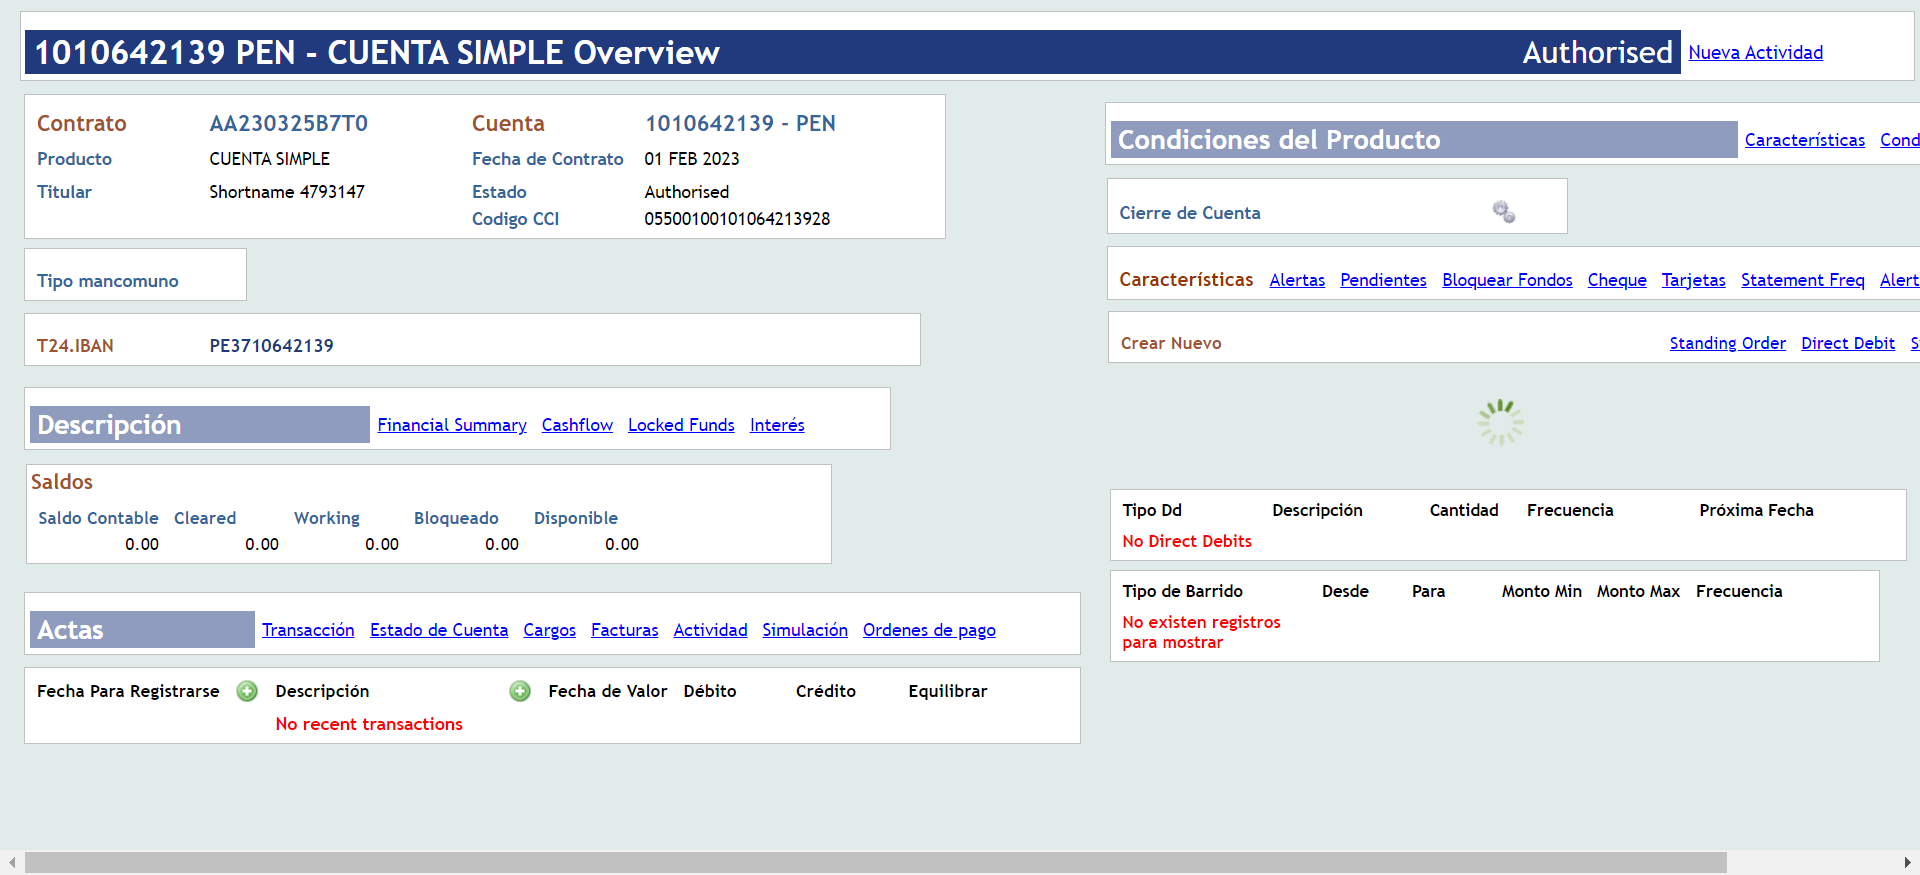 1010642139 PEN - CUENTA SIMPLE Overview Authorised Nueva Actividad
Contrato AA230325B7T0 Cuenta 1010642139 - PEN
Producto CUENTA SIMPLE Fecha de Contrato 01 FEB 2023
Titular Shortname 4793147 Estado Authorised
Codigo CCI 05500100101064213928
Tipo mancomuno
T24.IBAN PE3710642139
Descripción Financial Summary Cashflow Locked Funds Interés
Saldos
Saldo Contable Cleared Working Bloqueado Disponible
0.00 0.00 0.00 0.00 0.00
Actas Transacción Estado de Cuenta Cargos Facturas Actividad Simulación Ordenes de pago
Fecha Para Registrarse Descripción Fecha de Valor Débito Crédito Equilibrar
No recent transactions
Condiciones del Producto Características Cond
Cierre de Cuenta
Características Alertas Pendientes Bloquear Fondos Cheque Tarjetas Statement Freq Alert
Crear Nuevo Standing Order Direct Debit S
Tipo Dd Descripción Cantidad Frecuencia Próxima Fecha
No Direct Debits
Tipo de Barrido Desde Para Monto Min Monto Max Frecuencia
No existen registros
para mostrar